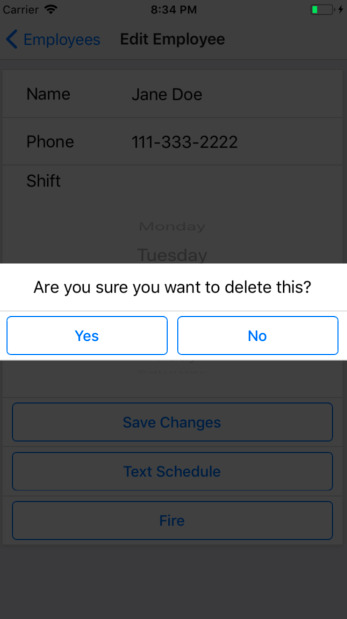 Carrier 8:34 PM
Employees Edit Employee
Name Jane Doe
Phone 111-333-2222
Shift
Monday
Tuesday
Are you sure you want to delete this?
Yes No
Save Changes
Text Schedule
Fire